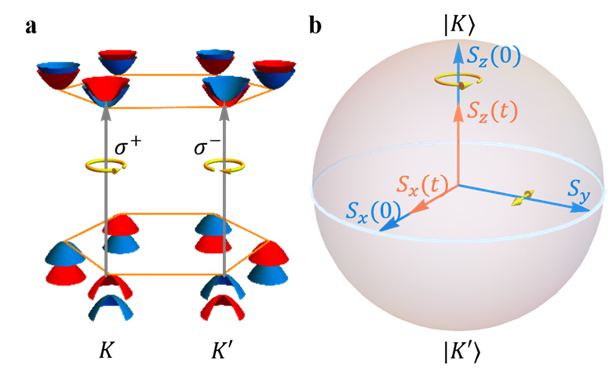 a
σ⁺
σ⁻
K
K′
b
|K⟩
S_z(0)
S_z(t)
S_x(t)
S_x(0)
S_y
|K′⟩